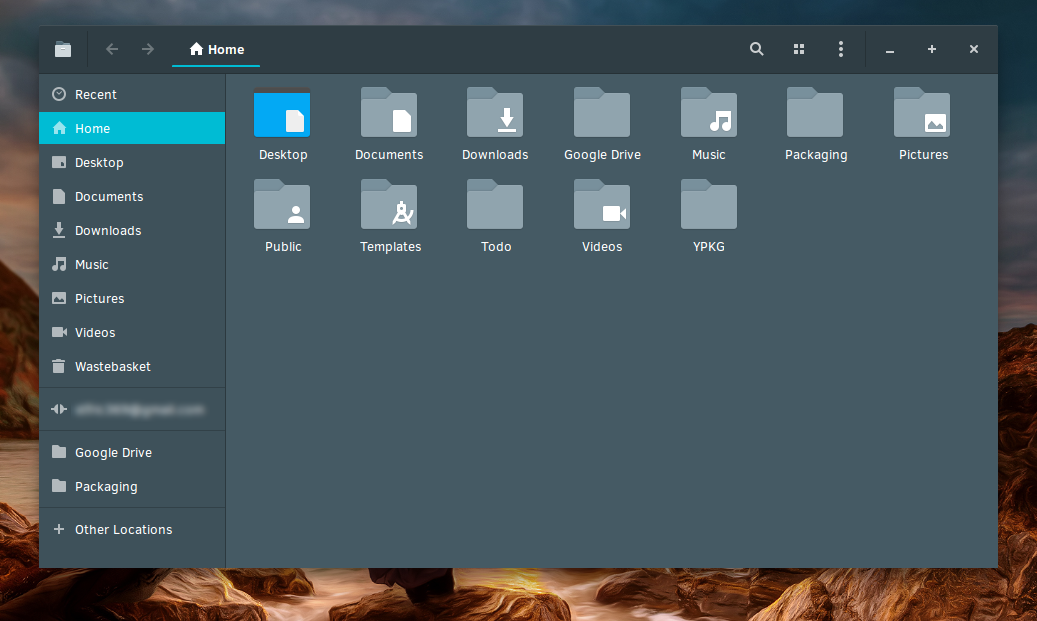 Home
Recent
Home
Desktop
Documents
Downloads
Music
Pictures
Videos
Wastebasket
Google Drive
Packaging
Other Locations
Desktop Documents Downloads Google Drive Music Packaging Pictures
Public Templates Todo Videos YPKG